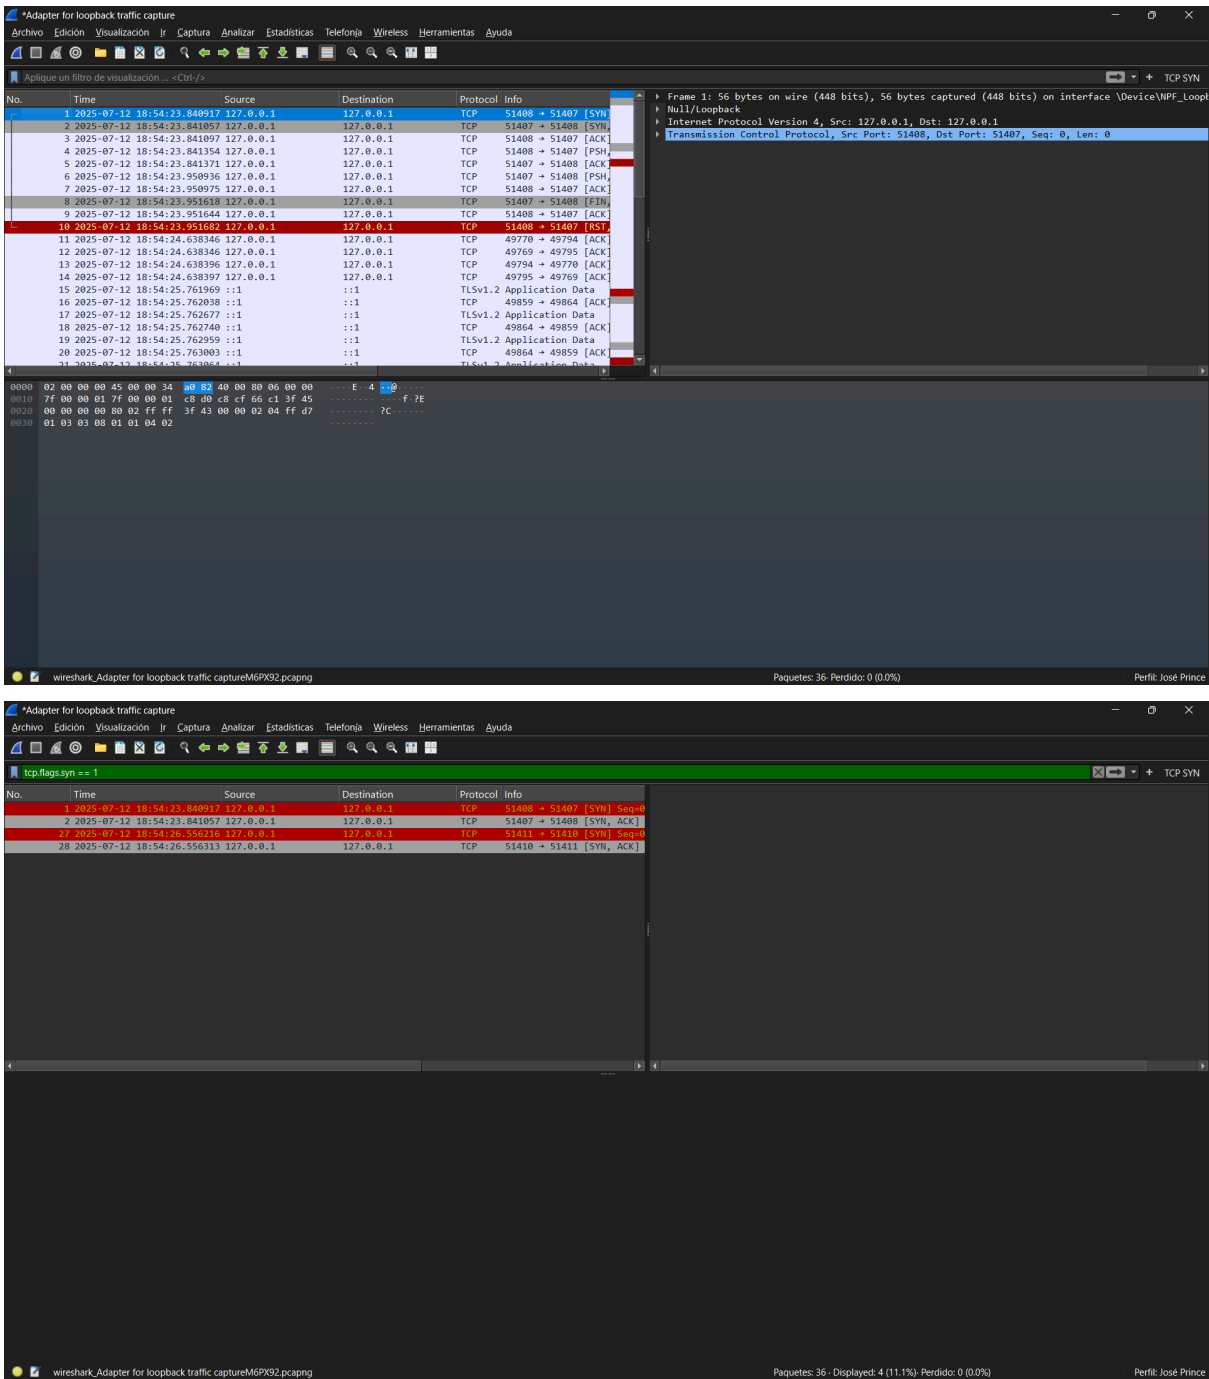 *Adapter for loopback traffic capture
Archivo Edición Visualización Ir Captura Analizar Estadísticas Telefonía Wireless Herramientas Ayuda
Aplique un filtro de visualización … <Ctrl-/> + TCP SYN
No. Time Source Destination Protocol Info
1 2025-07-12 18:54:23.840917 127.0.0.1 127.0.0.1 TCP 51408 → 51407 [SYN]
2 2025-07-12 18:54:23.841057 127.0.0.1 127.0.0.1 TCP 51407 → 51408 [SYN,
3 2025-07-12 18:54:23.841097 127.0.0.1 127.0.0.1 TCP 51408 → 51407 [ACK]
4 2025-07-12 18:54:23.841354 127.0.0.1 127.0.0.1 TCP 51408 → 51407 [PSH,
5 2025-07-12 18:54:23.841371 127.0.0.1 127.0.0.1 TCP 51407 → 51408 [ACK]
6 2025-07-12 18:54:23.950936 127.0.0.1 127.0.0.1 TCP 51407 → 51408 [PSH,
7 2025-07-12 18:54:23.950975 127.0.0.1 127.0.0.1 TCP 51408 → 51407 [ACK]
8 2025-07-12 18:54:23.951618 127.0.0.1 127.0.0.1 TCP 51407 → 51408 [FIN,
9 2025-07-12 18:54:23.951644 127.0.0.1 127.0.0.1 TCP 51408 → 51407 [ACK]
10 2025-07-12 18:54:23.951682 127.0.0.1 127.0.0.1 TCP 51408 → 51407 [RST,
11 2025-07-12 18:54:24.638346 127.0.0.1 127.0.0.1 TCP 49770 → 49794 [ACK]
12 2025-07-12 18:54:24.638346 127.0.0.1 127.0.0.1 TCP 49769 → 49795 [ACK]
13 2025-07-12 18:54:24.638396 127.0.0.1 127.0.0.1 TCP 49794 → 49770 [ACK]
14 2025-07-12 18:54:24.638397 127.0.0.1 127.0.0.1 TCP 49795 → 49769 [ACK]
15 2025-07-12 18:54:25.761969 ::1 ::1 TLSv1.2 Application Data
16 2025-07-12 18:54:25.762038 ::1 ::1 TCP 49859 → 49864 [ACK]
17 2025-07-12 18:54:25.762677 ::1 ::1 TLSv1.2 Application Data
18 2025-07-12 18:54:25.762740 ::1 ::1 TCP 49864 → 49859 [ACK]
19 2025-07-12 18:54:25.762959 ::1 ::1 TLSv1.2 Application Data
20 2025-07-12 18:54:25.763003 ::1 ::1 TCP 49864 → 49859 [ACK]
21 2025-07-12 18:54:25.763064 ::1 ::1 TLSv1.2 Application Data
Frame 1: 56 bytes on wire (448 bits), 56 bytes captured (448 bits) on interface \Device\NPF_Loopb
Null/Loopback
Internet Protocol Version 4, Src: 127.0.0.1, Dst: 127.0.0.1
Transmission Control Protocol, Src Port: 51408, Dst Port: 51407, Seq: 0, Len: 0
0000 02 00 00 00 45 00 00 34 a0 82 40 00 80 06 00 00 ····E··4 ··@·····
0010 7f 00 00 01 7f 00 00 01 c8 d0 c8 cf 66 c1 3f 45 ········ ····f·?E
0020 00 00 00 00 80 02 ff ff 3f 43 00 00 02 04 ff d7 ········ ?C······
0030 01 03 03 08 01 01 04 02 ········
wireshark_Adapter for loopback traffic captureM6PX92.pcapng Paquetes: 36· Perdido: 0 (0.0%) Perfil: José Prince
*Adapter for loopback traffic capture
Archivo Edición Visualización Ir Captura Analizar Estadísticas Telefonía Wireless Herramientas Ayuda
tcp.flags.syn == 1 + TCP SYN
No. Time Source Destination Protocol Info
1 2025-07-12 18:54:23.840917 127.0.0.1 127.0.0.1 TCP 51408 → 51407 [SYN] Seq=0
2 2025-07-12 18:54:23.841057 127.0.0.1 127.0.0.1 TCP 51407 → 51408 [SYN, ACK]
27 2025-07-12 18:54:26.556216 127.0.0.1 127.0.0.1 TCP 51411 → 51410 [SYN] Seq=0
28 2025-07-12 18:54:26.556313 127.0.0.1 127.0.0.1 TCP 51410 → 51411 [SYN, ACK]
wireshark_Adapter for loopback traffic captureM6PX92.pcapng Paquetes: 36 · Displayed: 4 (11.1%)· Perdido: 0 (0.0%) Perfil: José Prince